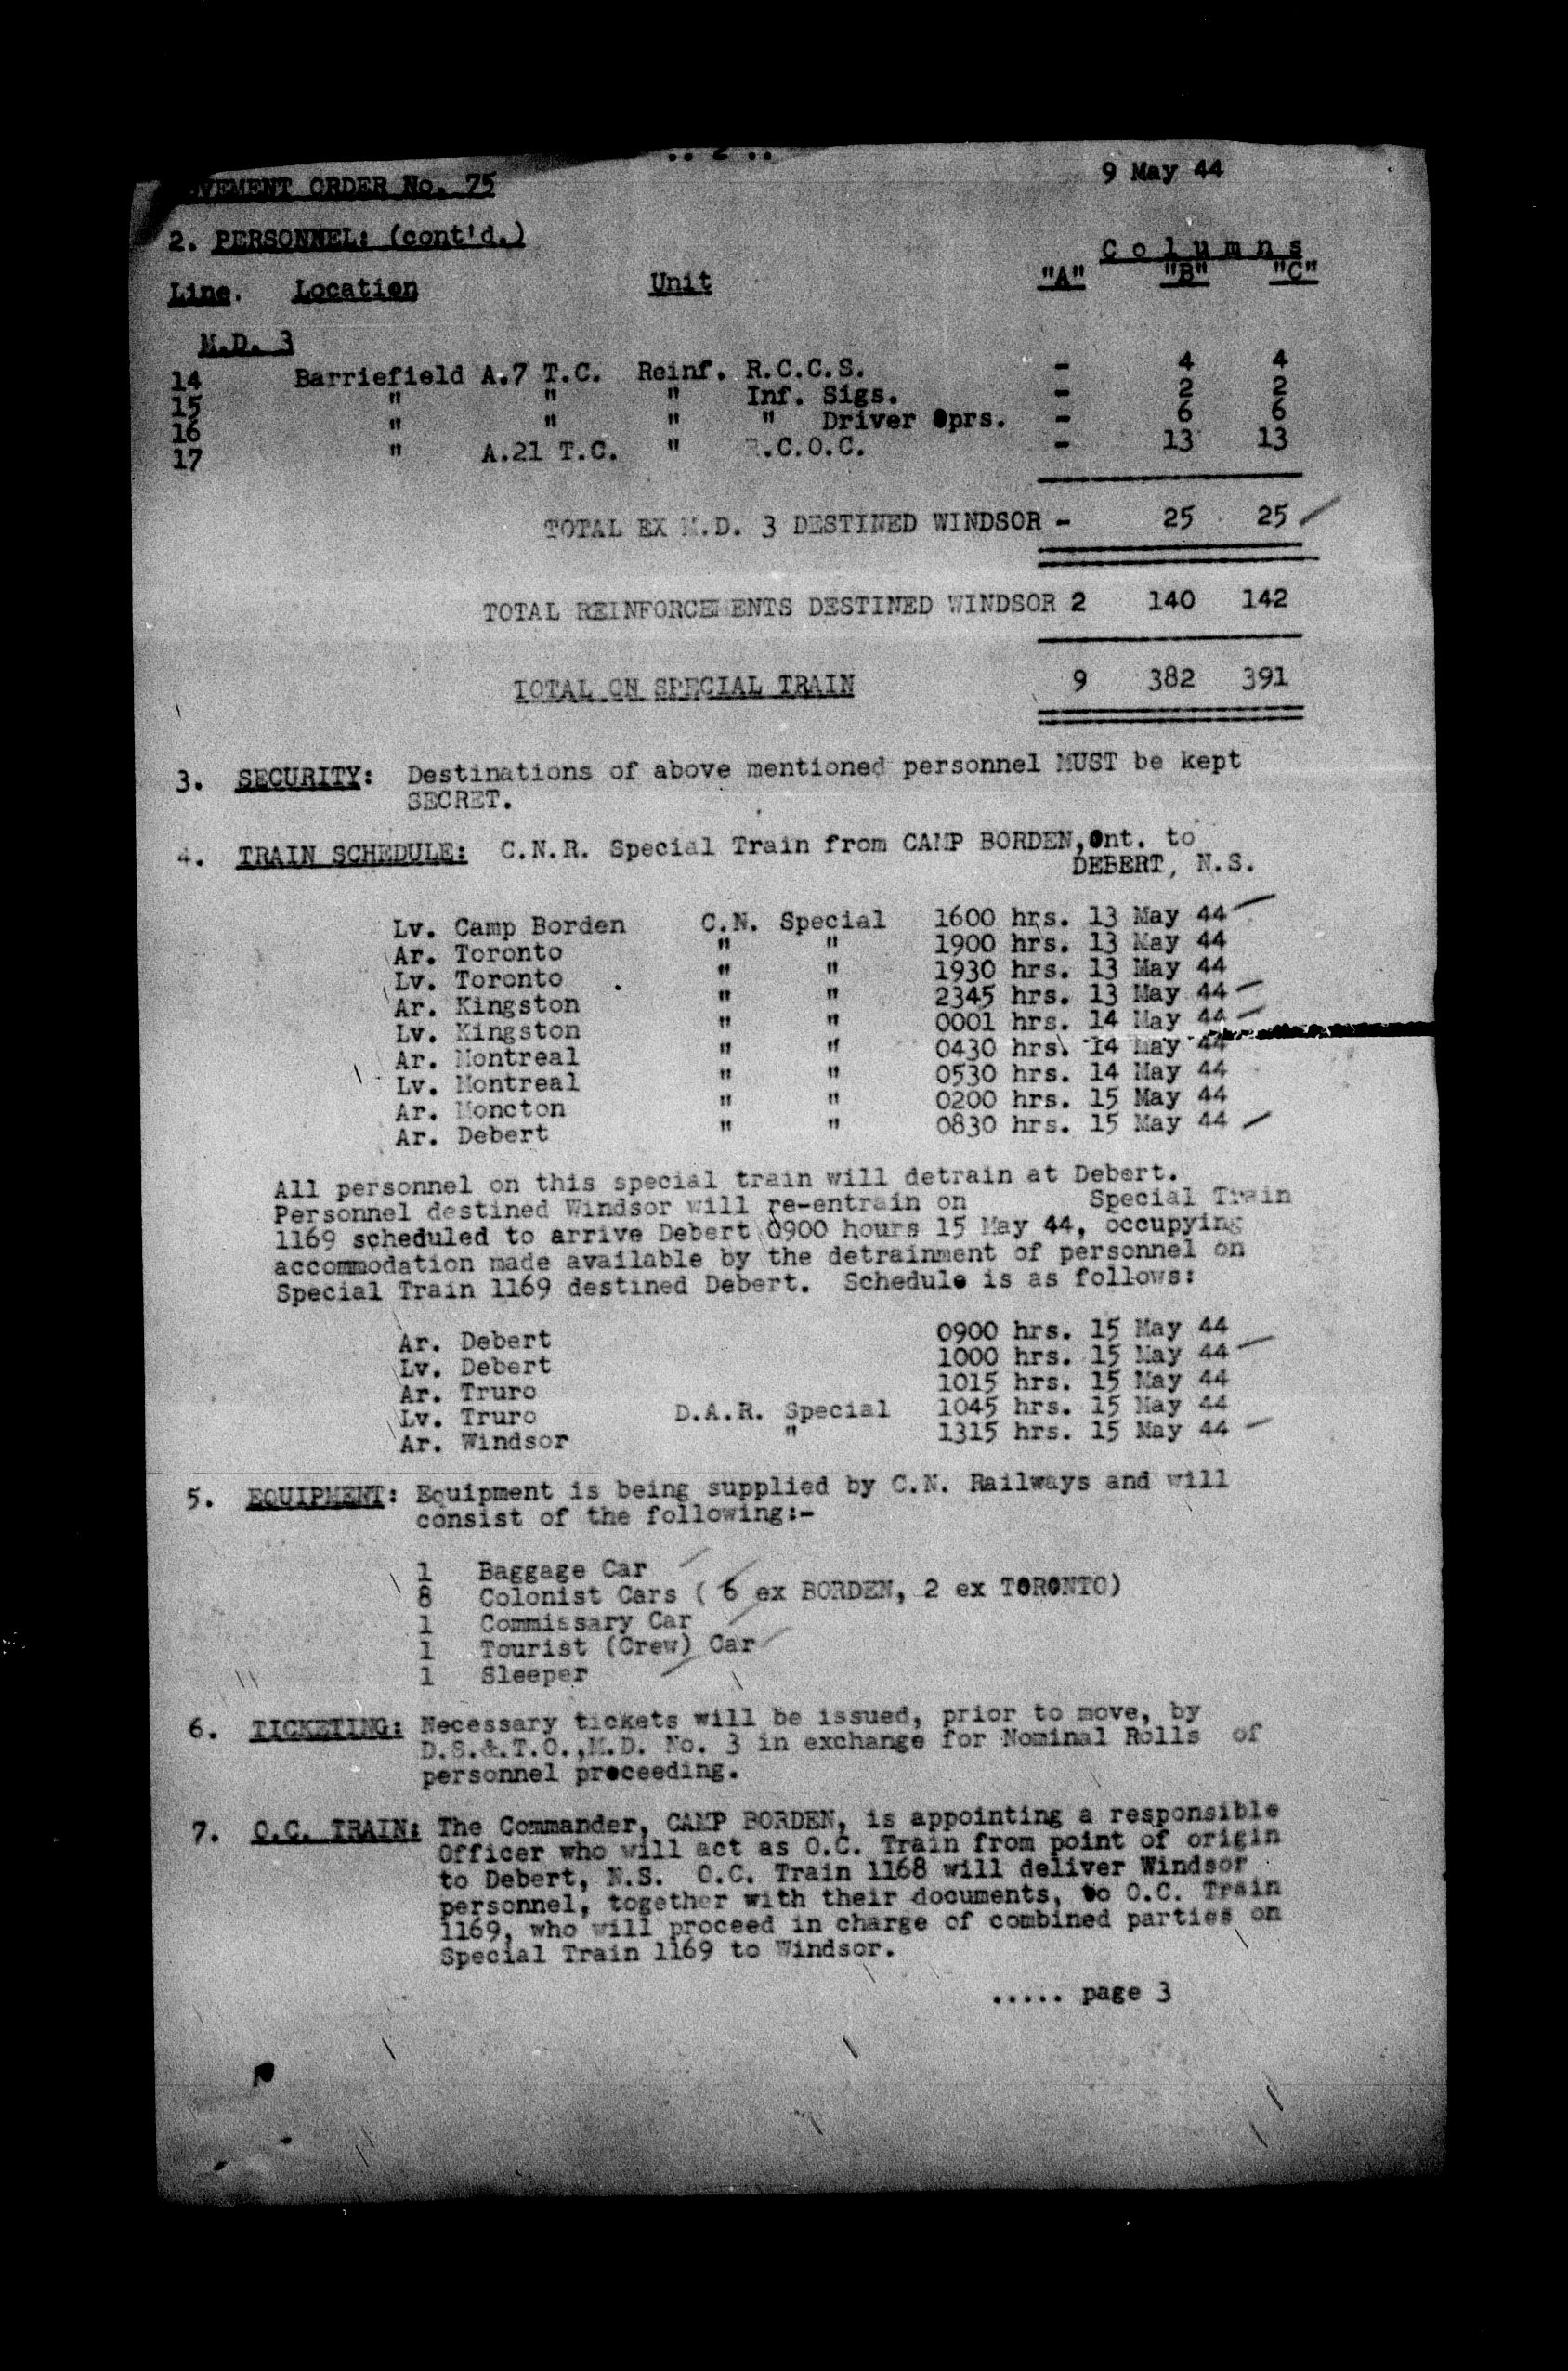 .. 2 ..
VEMENT ORDER No. 75 9 May 44
2. PERSONNEL: (cont'd.)
C o l u m n s
Line. Location Unit "A" "B" "C"
M.D. 3
14 Barriefield A.7 T.C. Reinf. R.C.C.S. - 4 4
15 " " " Inf. Sigs. - 2 2
16 " " " " Driver Oprs. - 6 6
17 " A.21 T.C. " R.C.O.C. - 13 13
TOTAL EX M.D. 3 DESTINED WINDSOR - 25 25
TOTAL REINFORCEMENTS DESTINED WINDSOR 2 140 142
TOTAL ON SPECIAL TRAIN 9 382 391
3. SECURITY: Destinations of above mentioned personnel MUST be kept
SECRET.
4. TRAIN SCHEDULE: C.N.R. Special Train from CAMP BORDEN, Ont. to
DEBERT, N.S.
Lv. Camp Borden C.N. Special 1600 hrs. 13 May 44
Ar. Toronto " " 1900 hrs. 13 May 44
Lv. Toronto " " 1930 hrs. 13 May 44
Ar. Kingston " " 2345 hrs. 13 May 44
Lv. Kingston " " 0001 hrs. 14 May 44
Ar. Montreal " " 0430 hrs. 14 May 44
Lv. Montreal " " 0530 hrs. 14 May 44
Ar. Moncton " " 0200 hrs. 15 May 44
Ar. Debert " " 0830 hrs. 15 May 44
All personnel on this special train will detrain at Debert.
Personnel destined Windsor will re-entrain on Special Train
1169 scheduled to arrive Debert 0900 hours 15 May 44, occupying
accommodation made available by the detrainment of personnel on
Special Train 1169 destined Debert. Schedule is as follows:
Ar. Debert 0900 hrs. 15 May 44
Lv. Debert 1000 hrs. 15 May 44
Ar. Truro 1015 hrs. 15 May 44
Lv. Truro D.A.R. Special 1045 hrs. 15 May 44
Ar. Windsor " 1315 hrs. 15 May 44
5. EQUIPMENT: Equipment is being supplied by C.N. Railways and will
consist of the following:-
1 Baggage Car
8 Colonist Cars ( 6 ex BORDEN, 2 ex TORONTO)
1 Commissary Car
1 Tourist (Crew) Car
1 Sleeper
6. TICKETING: Necessary tickets will be issued, prior to move, by
D.S.&.T.O.,M.D. No. 3 in exchange for Nominal Rolls of
personnel proceeding.
7. O.C. TRAIN: The Commander, CAMP BORDEN, is appointing a responsible
Officer who will act as O.C. Train from point of origin
to Debert, N.S. O.C. Train 1168 will deliver Windsor
personnel, together with their documents, to O.C. Train
1169, who will proceed in charge of combined parties on
Special Train 1169 to Windsor.
..... page 3